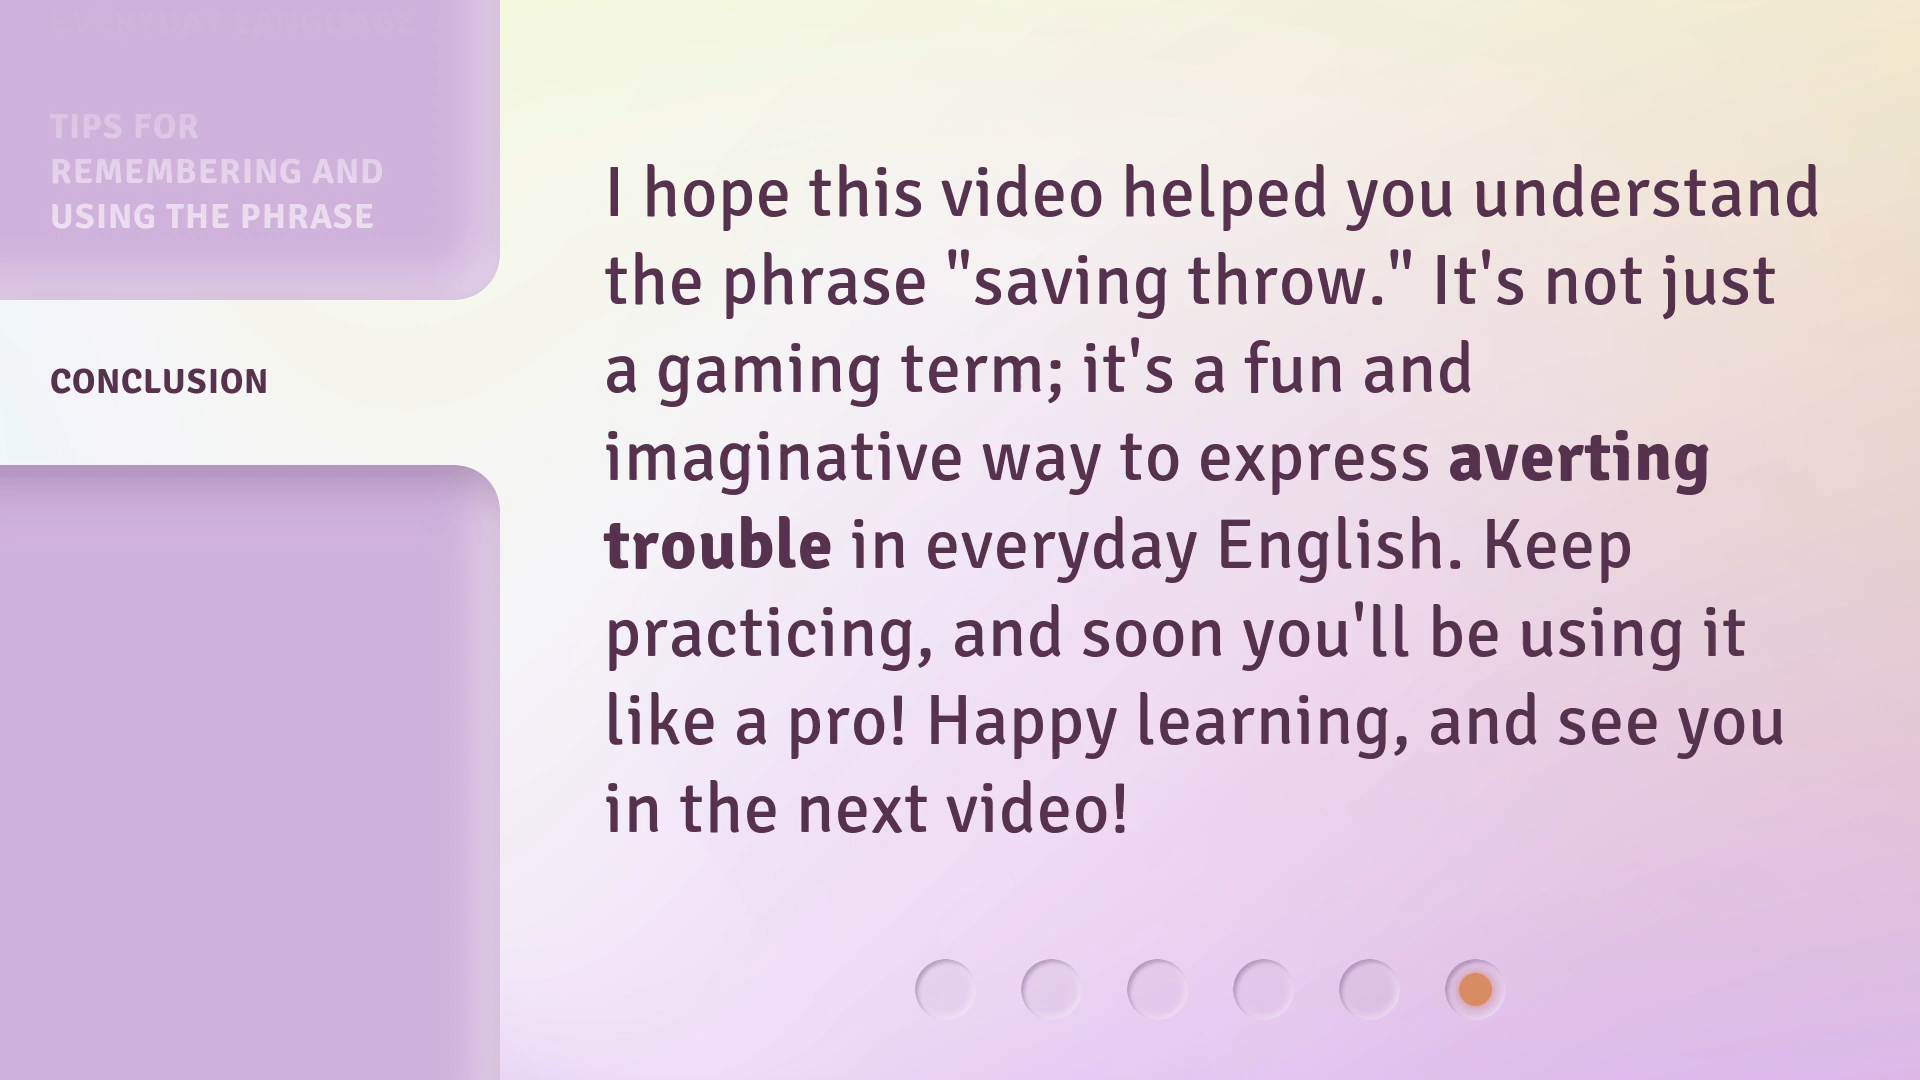 EVERYDAY LANGUAGE
TIPS FOR
REMEMBERING AND
USING THE PHRASE
CONCLUSION
I hope this video helped you understand
the phrase "saving throw." It's not just
a gaming term; it's a fun and
imaginative way to express averting
trouble in everyday English. Keep
practicing, and soon you'll be using it
like a pro! Happy learning, and see you
in the next video!